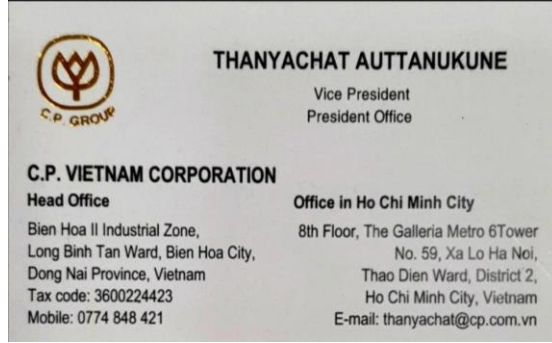 C.P. GROUP
THANYACHAT AUTTANUKUNE
Vice President
President Office
C.P. VIETNAM CORPORATION
Head Office
Bien Hoa II Industrial Zone,
Long Binh Tan Ward, Bien Hoa City,
Dong Nai Province, Vietnam
Tax code: 3600224423
Mobile: 0774 848 421
Office in Ho Chi Minh City
8th Floor, The Galleria Metro 6Tower
No. 59, Xa Lo Ha Noi,
Thao Dien Ward, District 2,
Ho Chi Minh City, Vietnam
E-mail: thanyachat@cp.com.vn